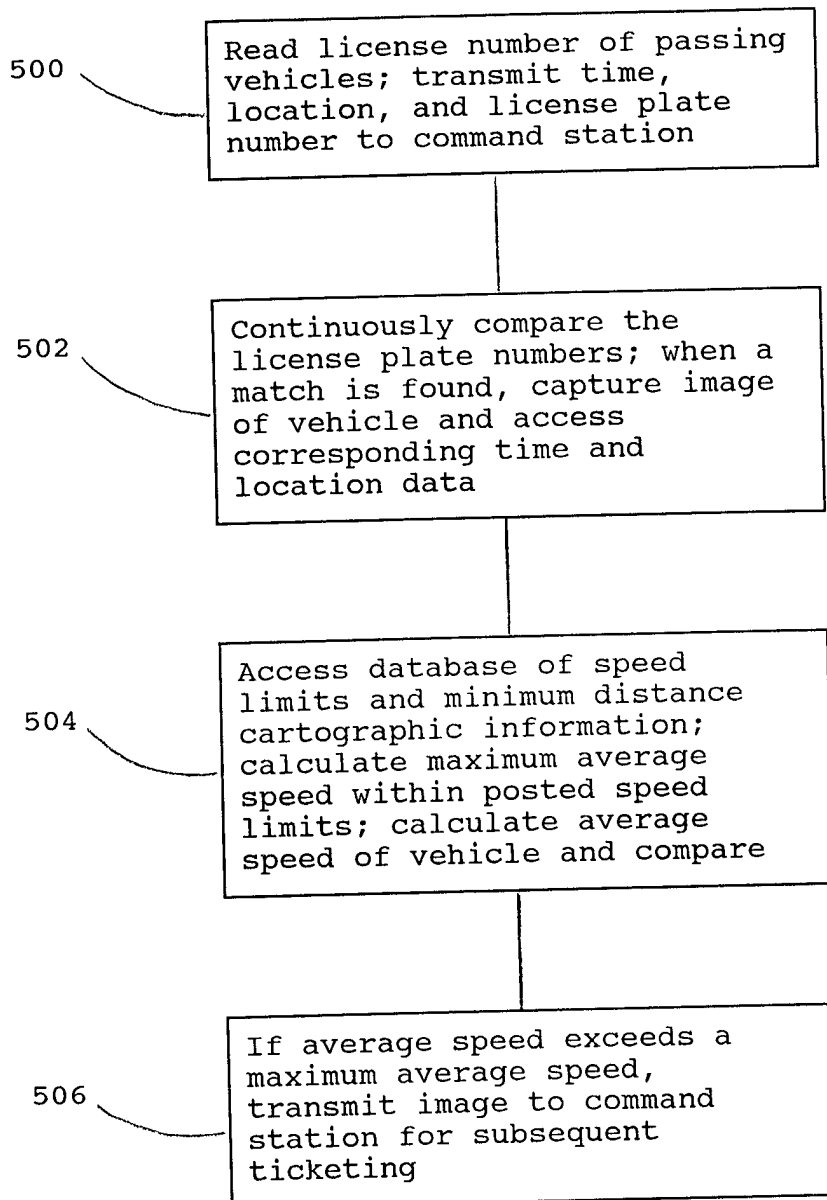 500
Read license number of passing
vehicles; transmit time,
location, and license plate
number to command station
502
Continuously compare the
license plate numbers; when a
match is found, capture image
of vehicle and access
corresponding time and
location data
504
Access database of speed
limits and minimum distance
cartographic information;
calculate maximum average
speed within posted speed
limits; calculate average
speed of vehicle and compare
506
If average speed exceeds a
maximum average speed,
transmit image to command
station for subsequent
ticketing